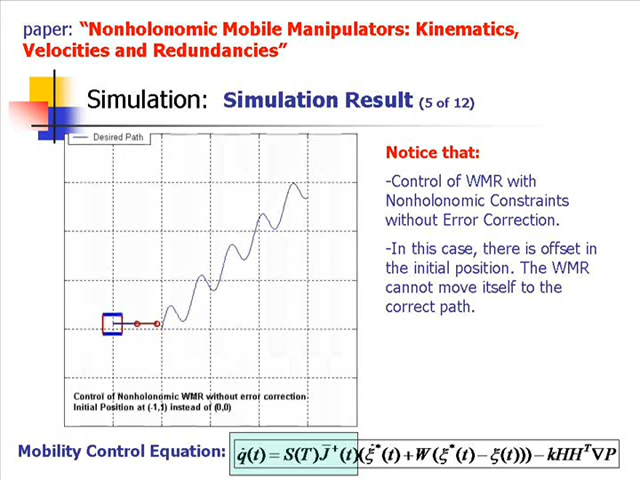 paper: “Nonholonomic Mobile Manipulators: Kinematics,
Velocities and Redundancies”
Simulation: Simulation Result (5 of 12)
Desired Path
Notice that:
-Control of WMR with
Nonholonomic Constraints
without Error Correction.
-In this case, there is offset in
the initial position. The WMR
cannot move itself to the
correct path.
Control of Nonholonomic WMR without error correction
Initial Position at (-1,1) instead of (0,0)
Mobility Control Equation: q̇(t) = S(T)J̄⁺(t)(ξ̇*(t) + W(ξ*(t) − ξ(t))) − kHHᵀ∇P